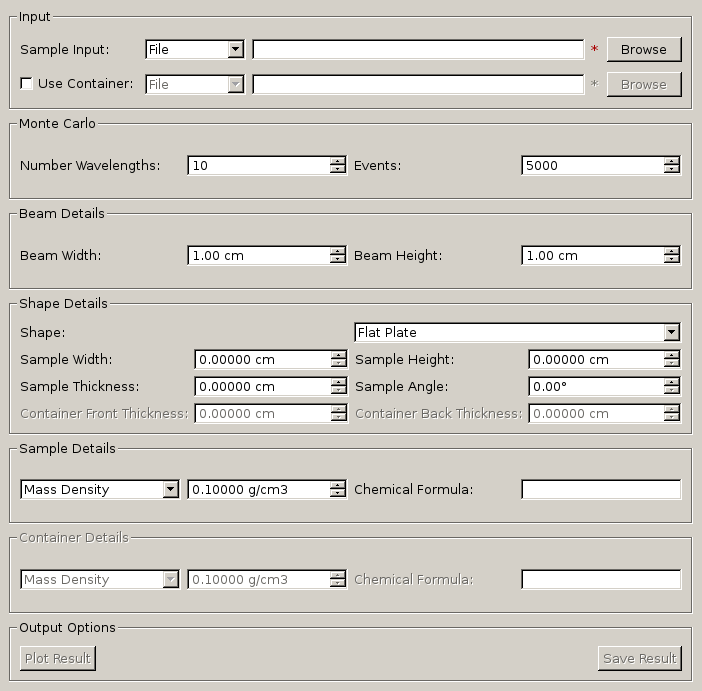 Input
Sample Input: File * Browse
Use Container: File * Browse
Monte Carlo
Number Wavelengths: 10 Events: 5000
Beam Details
Beam Width: 1.00 cm Beam Height: 1.00 cm
Shape Details
Shape: Flat Plate
Sample Width: 0.00000 cm Sample Height: 0.00000 cm
Sample Thickness: 0.00000 cm Sample Angle: 0.00°
Container Front Thickness: 0.00000 cm Container Back Thickness: 0.00000 cm
Sample Details
Mass Density 0.10000 g/cm3 Chemical Formula:
Container Details
Mass Density 0.10000 g/cm3 Chemical Formula:
Output Options
Plot Result Save Result